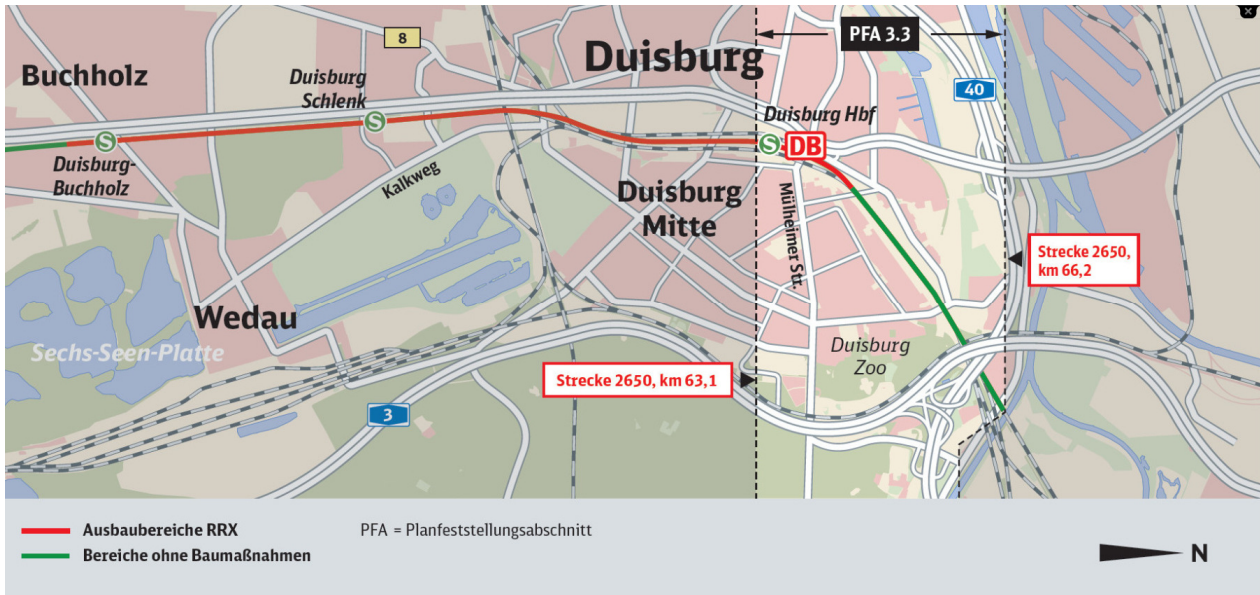 PFA 3.3
8
Duisburg
Buchholz
Duisburg
Schlenk
40
Duisburg Hbf
S
S
S
DB
Duisburg-
Buchholz
Kalkweg
Duisburg
Mitte
Mülheimer Str.
Strecke 2650,
km 66,2
Wedau
Sechs-Seen-Platte
Duisburg
Zoo
Strecke 2650, km 63,1
3
Ausbaubereiche RRX
PFA = Planfeststellungsabschnitt
Bereiche ohne Baumaßnahmen
N